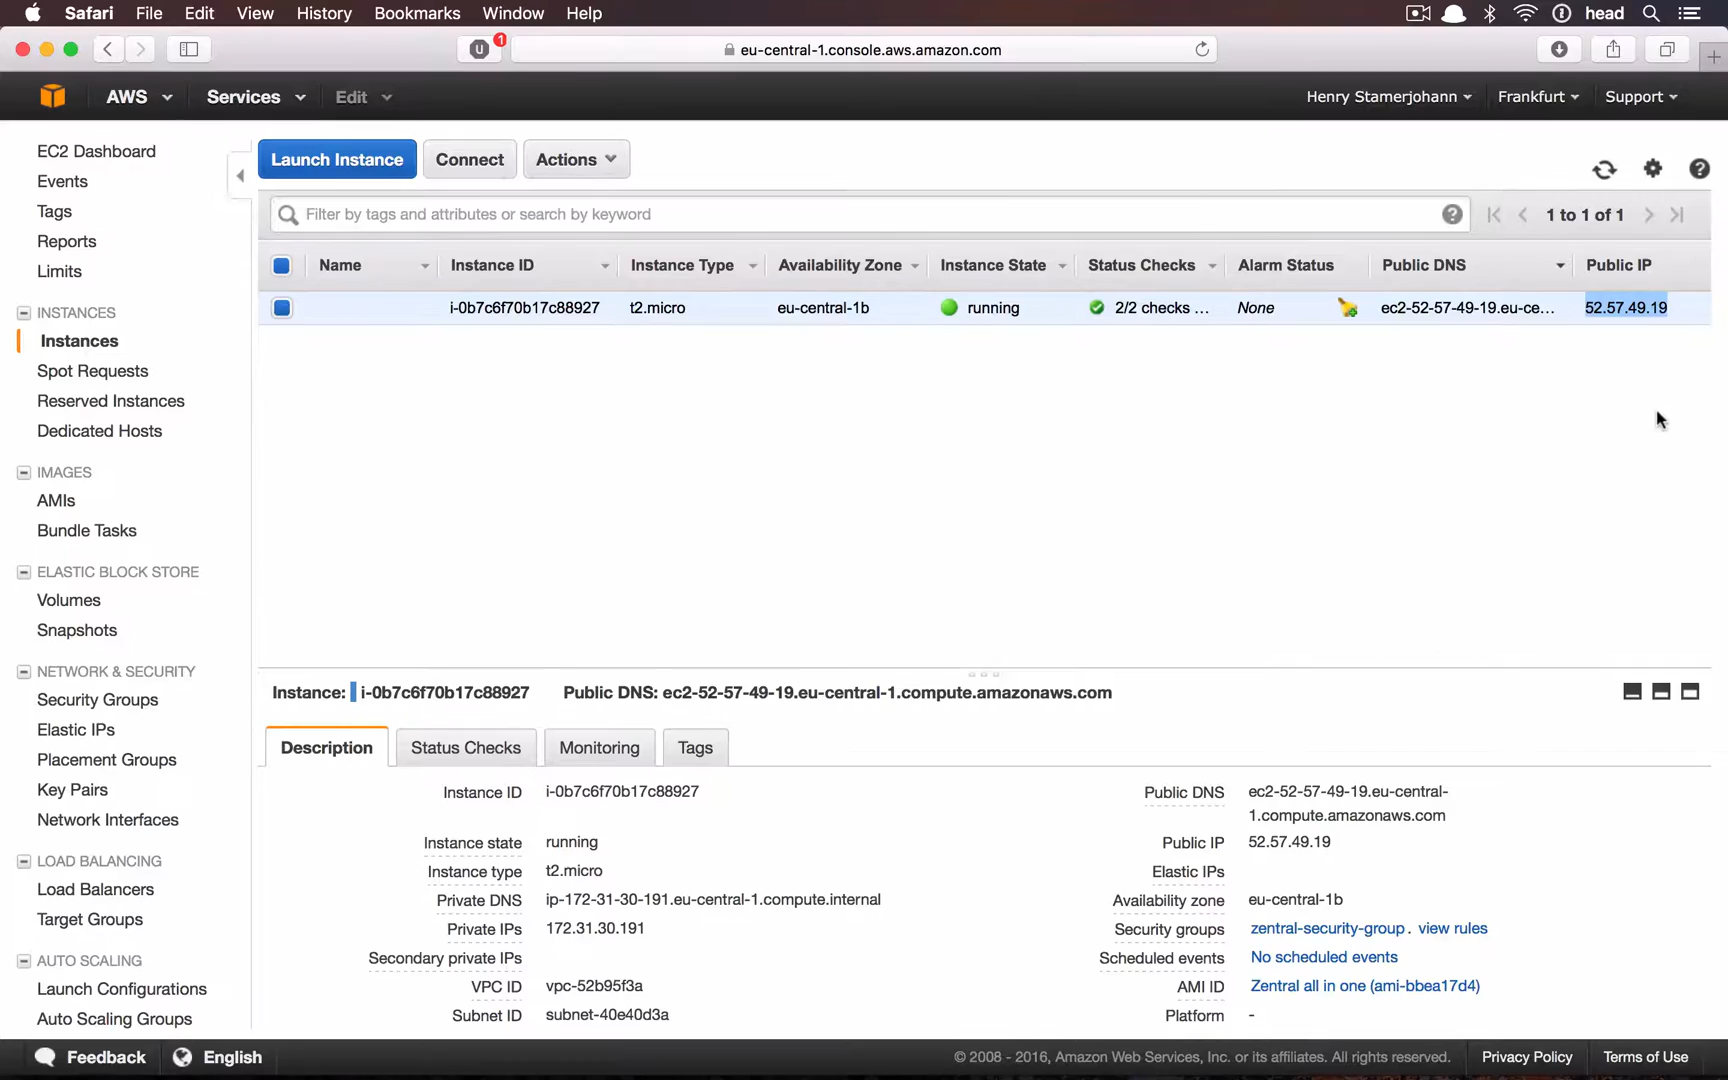 Safari File Edit View History Bookmarks Window Help head
U 1 eu-central-1.console.aws.amazon.com
AWS Services Edit Henry Stamerjohann Frankfurt Support
EC2 Dashboard
Events
Tags
Reports
Limits
INSTANCES
Instances
Spot Requests
Reserved Instances
Dedicated Hosts
IMAGES
AMIs
Bundle Tasks
ELASTIC BLOCK STORE
Volumes
Snapshots
NETWORK & SECURITY
Security Groups
Elastic IPs
Placement Groups
Key Pairs
Network Interfaces
LOAD BALANCING
Load Balancers
Target Groups
AUTO SCALING
Launch Configurations
Auto Scaling Groups
Launch Instance Connect Actions
Filter by tags and attributes or search by keyword 1 to 1 of 1
Name Instance ID Instance Type Availability Zone Instance State Status Checks Alarm Status Public DNS Public IP
i-0b7c6f70b17c88927 t2.micro eu-central-1b running 2/2 checks ... None ec2-52-57-49-19.eu-ce... 52.57.49.19
Instance: i-0b7c6f70b17c88927 Public DNS: ec2-52-57-49-19.eu-central-1.compute.amazonaws.com
Description Status Checks Monitoring Tags
Instance ID i-0b7c6f70b17c88927
Instance state running
Instance type t2.micro
Private DNS ip-172-31-30-191.eu-central-1.compute.internal
Private IPs 172.31.30.191
Secondary private IPs
VPC ID vpc-52b95f3a
Subnet ID subnet-40e40d3a
Public DNS ec2-52-57-49-19.eu-central-
1.compute.amazonaws.com
Public IP 52.57.49.19
Elastic IPs
Availability zone eu-central-1b
Security groups zentral-security-group. view rules
Scheduled events No scheduled events
AMI ID Zentral all in one (ami-bbea17d4)
Platform -
Feedback English © 2008 - 2016, Amazon Web Services, Inc. or its affiliates. All rights reserved. Privacy Policy Terms of Use